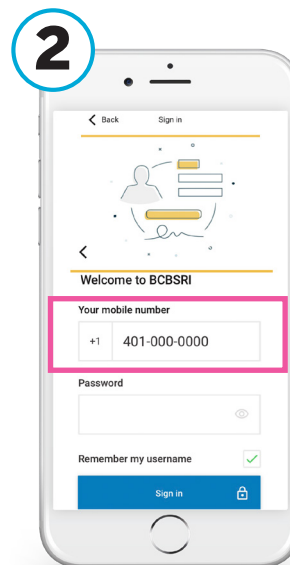 2
Back Sign in
Welcome to BCBSRI
Your mobile number
+1 401-000-0000
Password
Remember my username
Sign in